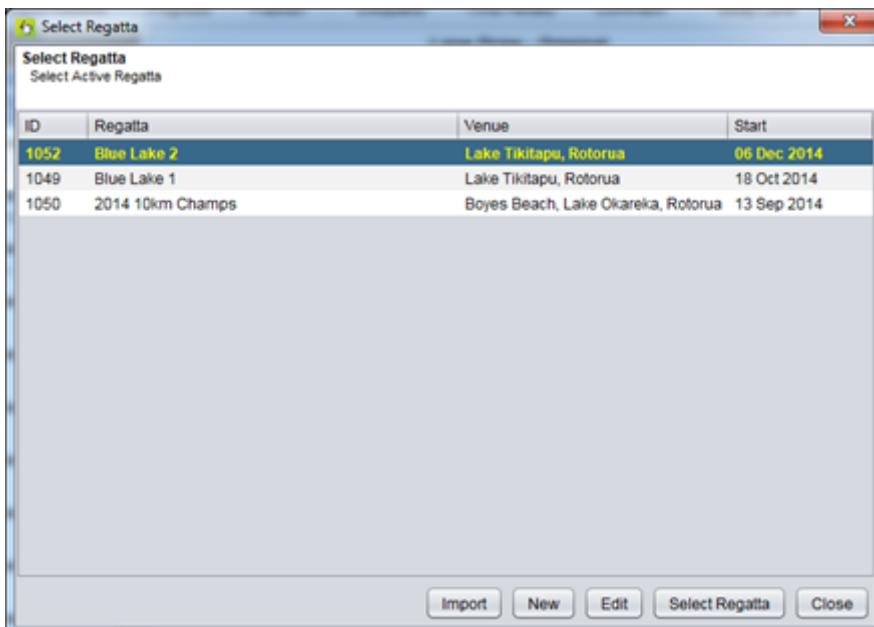 Select Regatta
Select Regatta
Select Active Regatta
ID Regatta Venue Start
1052 Blue Lake 2 Lake Tikitapu, Rotorua 06 Dec 2014
1049 Blue Lake 1 Lake Tikitapu, Rotorua 18 Oct 2014
1050 2014 10km Champs Boyes Beach, Lake Okareka, Rotorua 13 Sep 2014
Import New Edit Select Regatta Close